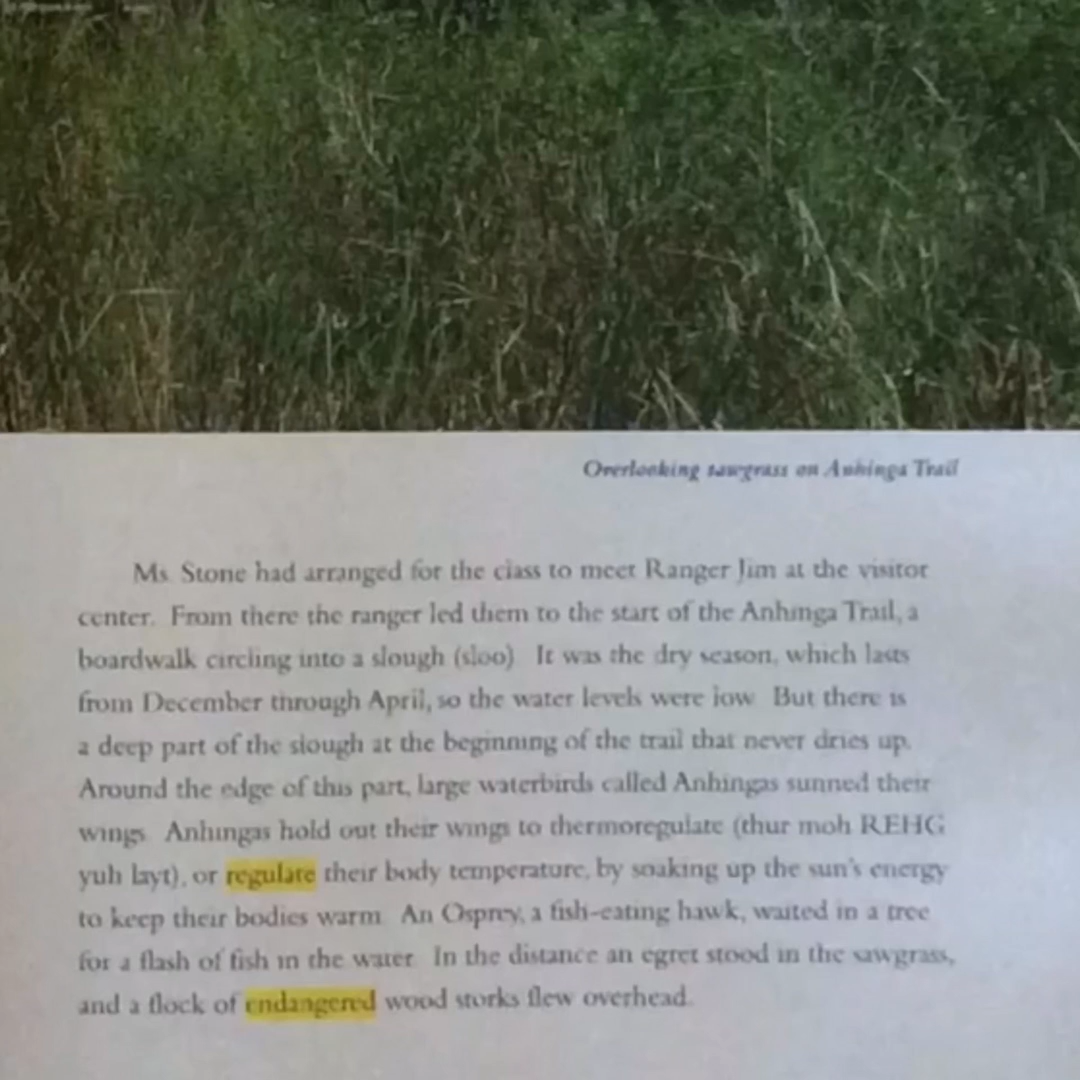 Overlooking sawgrass on Anhinga Trail
Ms. Stone had arranged for the class to meet Ranger Jim at the visitor
center. From there the ranger led them to the start of the Anhinga Trail, a
boardwalk circling into a slough (sloo). It was the dry season, which lasts
from December through April, so the water levels were low. But there is
a deep part of the slough at the beginning of the trail that never dries up.
Around the edge of this part, large waterbirds called Anhingas sunned their
wings. Anhingas hold out their wings to thermoregulate (thur moh REHG
yuh layt), or regulate their body temperature, by soaking up the sun's energy
to keep their bodies warm. An Osprey, a fish-eating hawk, waited in a tree
for a flash of fish in the water. In the distance an egret stood in the sawgrass,
and a flock of endangered wood storks flew overhead.